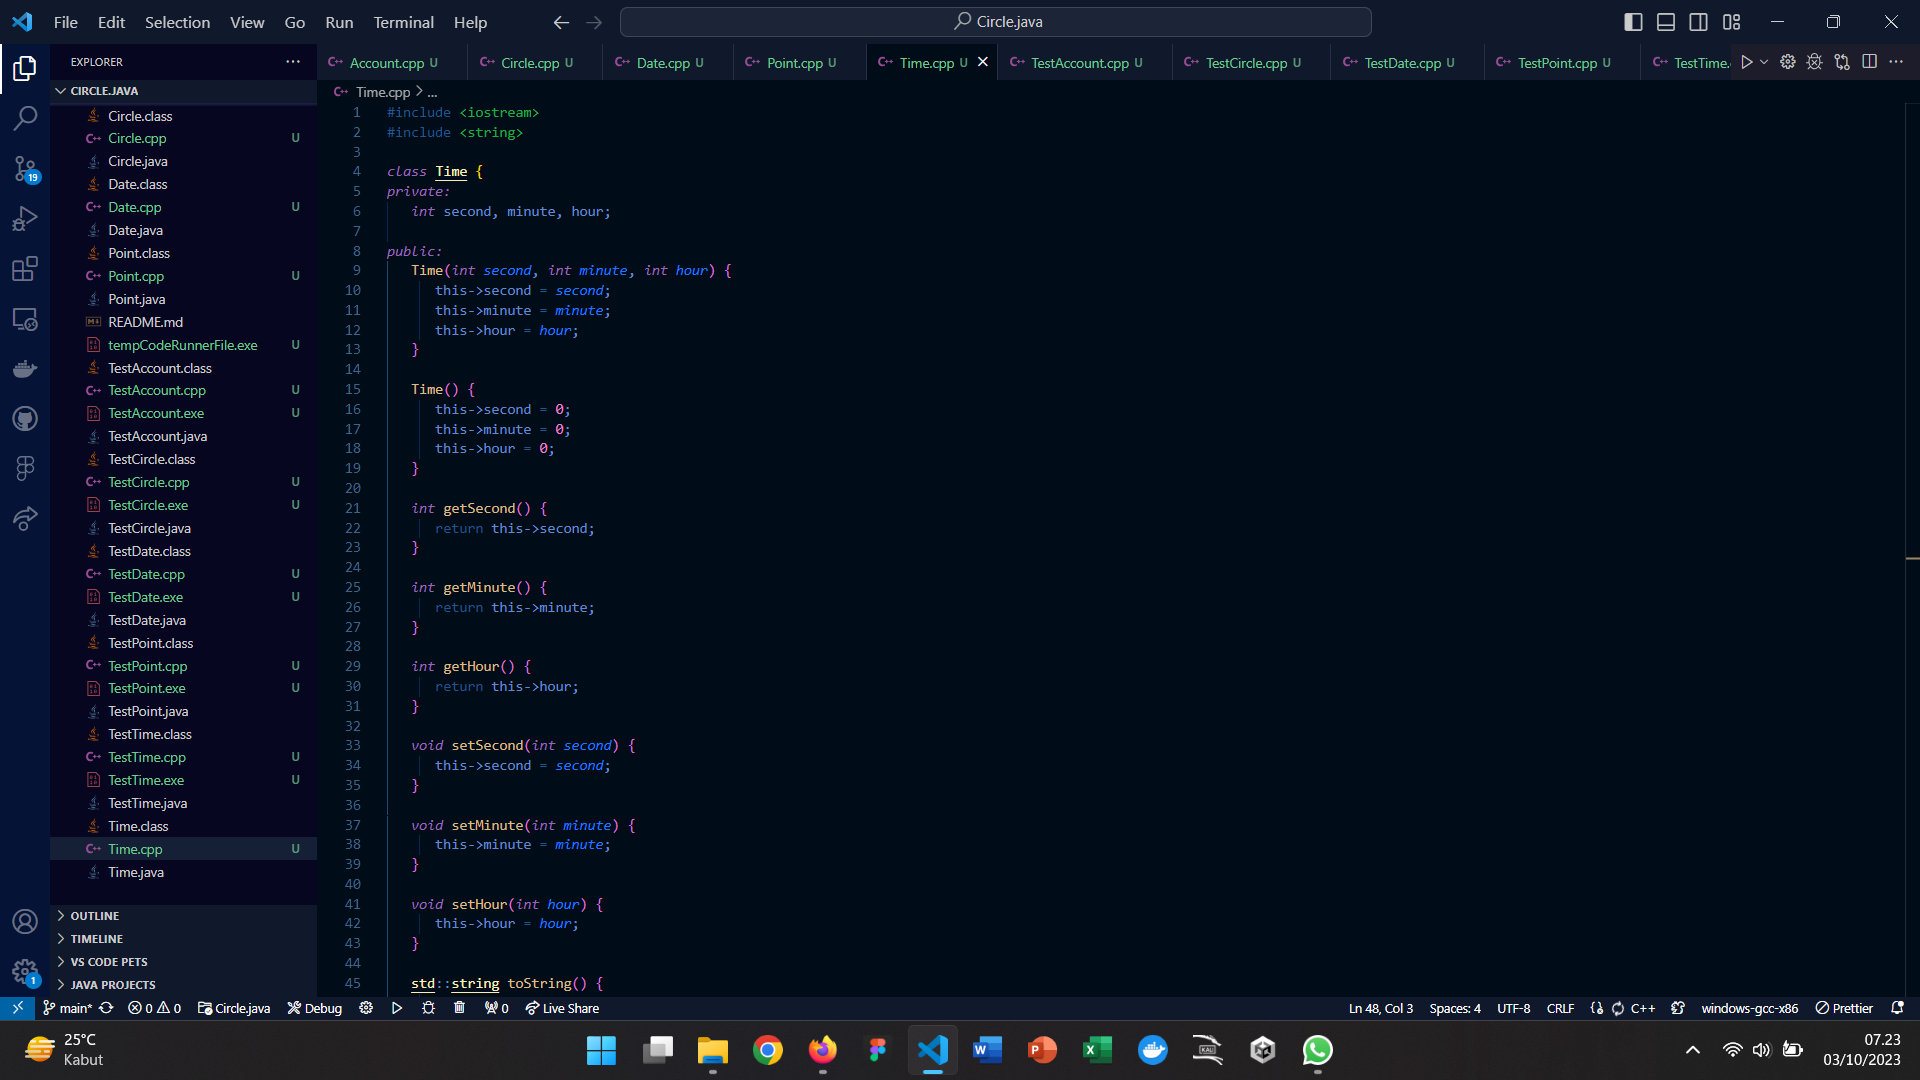 File Edit Selection View Go Run Terminal Help
Circle.java
EXPLORER
Account.cpp U
Circle.cpp U
Date.cpp U
Point.cpp U
Time.cpp U
TestAccount.cpp U
TestCircle.cpp U
TestDate.cpp U
TestPoint.cpp U
TestTime.
CIRCLE.JAVA
Circle.class
Circle.cpp U
Circle.java
Date.class
Date.cpp U
Date.java
Point.class
Point.cpp U
Point.java
README.md
tempCodeRunnerFile.exe U
TestAccount.class
TestAccount.cpp U
TestAccount.exe U
TestAccount.java
TestCircle.class
TestCircle.cpp U
TestCircle.exe U
TestCircle.java
TestDate.class
TestDate.cpp U
TestDate.exe U
TestDate.java
TestPoint.class
TestPoint.cpp U
TestPoint.exe U
TestPoint.java
TestTime.class
TestTime.cpp U
TestTime.exe U
TestTime.java
Time.class
Time.cpp U
Time.java
OUTLINE
TIMELINE
VS CODE PETS
JAVA PROJECTS
19
1
Time.cpp > ...
1 #include <iostream>
2 #include <string>
3
4 class Time {
5 private:
6 int second, minute, hour;
7
8 public:
9 Time(int second, int minute, int hour) {
10 this->second = second;
11 this->minute = minute;
12 this->hour = hour;
13 }
14
15 Time() {
16 this->second = 0;
17 this->minute = 0;
18 this->hour = 0;
19 }
20
21 int getSecond() {
22 return this->second;
23 }
24
25 int getMinute() {
26 return this->minute;
27 }
28
29 int getHour() {
30 return this->hour;
31 }
32
33 void setSecond(int second) {
34 this->second = second;
35 }
36
37 void setMinute(int minute) {
38 this->minute = minute;
39 }
40
41 void setHour(int hour) {
42 this->hour = hour;
43 }
44
45 std::string toString() {
main* 0 0 Circle.java Debug 0 Live Share
Ln 48, Col 3 Spaces: 4 UTF-8 CRLF C++ windows-gcc-x86 Prettier
25°C
Kabut
07.23
03/10/2023